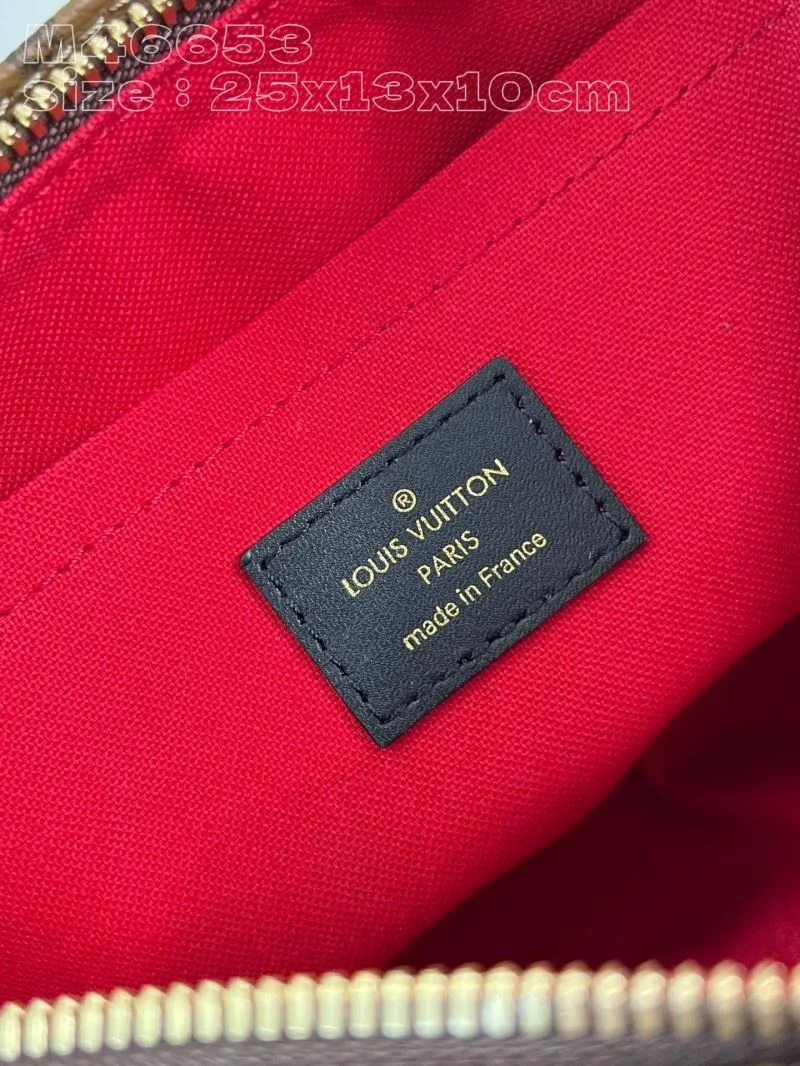 M46653
size : 25x13x10cm
®
LOUIS VUITTON
PARIS
made in France